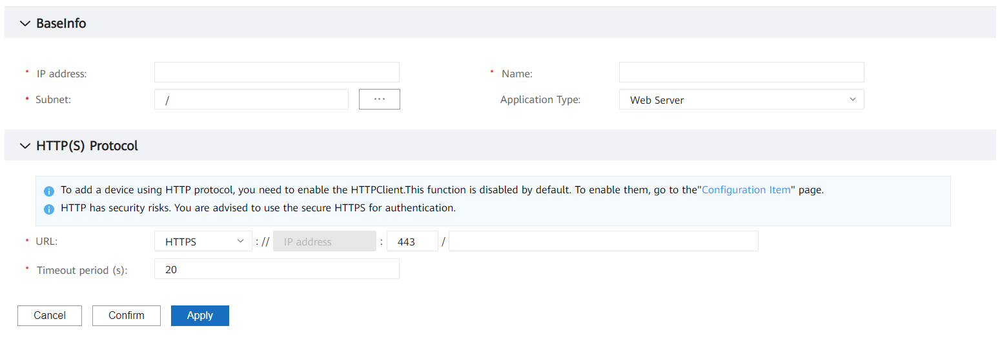 BaseInfo
* IP address:
* Name:
* Subnet: / ...
Application Type: Web Server
HTTP(S) Protocol
To add a device using HTTP protocol, you need to enable the HTTPClient.This function is disabled by default. To enable them, go to the"Configuration Item" page.
HTTP has security risks. You are advised to use the secure HTTPS for authentication.
* URL: HTTPS :// IP address : 443 /
* Timeout period (s): 20
Cancel Confirm Apply